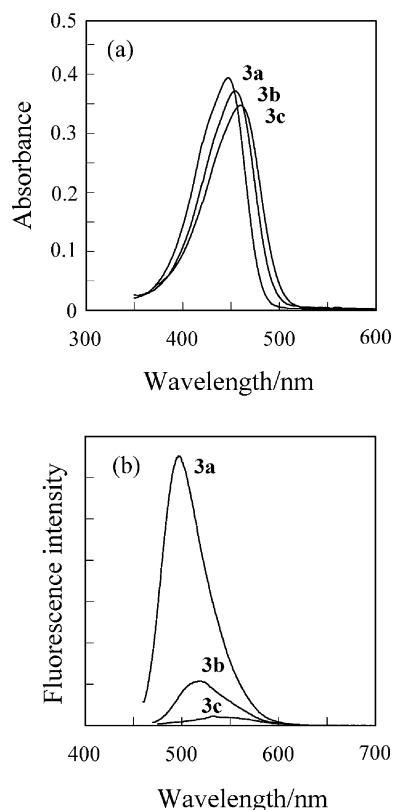 (a)
0.5
0.4
0.3
0.2
0.1
0
Absorbance
3a
3b
3c
300 400 500 600
Wavelength/nm
(b)
Fluorescence intensity
3a
3b
3c
400 500 600 700
Wavelength/nm